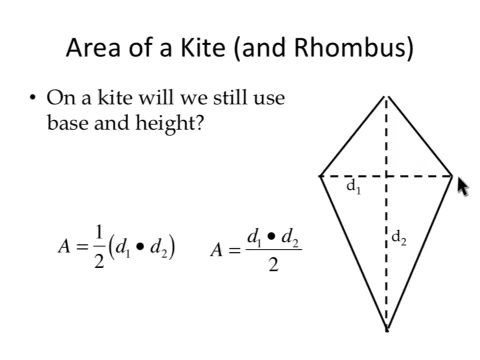 Area of a Kite (and Rhombus)
• On a kite will we still use
base and height?
d₁
d₂
A = 1/2 (d₁ • d₂)
A = d₁ • d₂ / 2